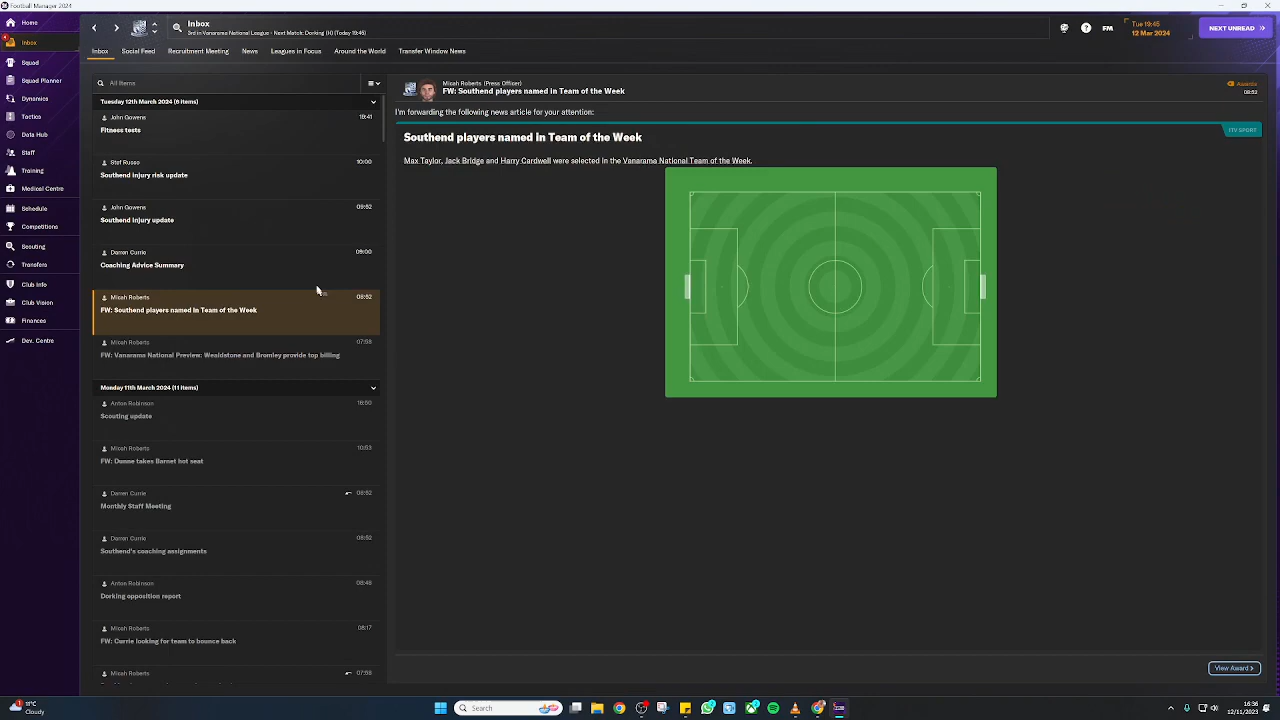 Football Manager 2024
Home
Inbox
Squad
Squad Planner
Dynamics
Tactics
Data Hub
Staff
Training
Medical Centre
Schedule
Competitions
Scouting
Transfers
Club Info
Club Vision
Finances
Dev. Centre
Inbox
3rd in Vanarama National League - Next Match: Dorking (H) (Today 19:45)
FM
Tue 19:45
12 Mar 2024
NEXT UNREAD
Inbox Social Feed Recruitment Meeting News Leagues in Focus Around the World Transfer Window News
All Items
Tuesday 12th March 2024 (6 items)
John Gowens
Fitness tests
Stef Russo 10:00
Southend injury risk update
John Gowens 09:52
Southend injury update
Darren Currie 09:00
Coaching Advice Summary
Micah Roberts 08:52
FW: Southend players named in Team of the Week
Micah Roberts 07:58
FW: Vanarama National Preview: Wealdstone and Bromley provide top billing
Monday 11th March 2024 (11 items)
Anton Robinson 18:50
Scouting update
Micah Roberts 10:53
FW: Dunne takes Barnet hot seat
Darren Currie 08:52
Monthly Staff Meeting
Darren Currie 08:52
Southend's coaching assignments
Anton Robinson 08:48
Dorking opposition report
Micah Roberts 08:17
FW: Currie looking for team to bounce back
Micah Roberts 07:58
Micah Roberts (Press Officer)
FW: Southend players named in Team of the Week
Awards
08:52
I'm forwarding the following news article for your attention:
Southend players named in Team of the Week
ITV SPORT
Max Taylor, Jack Bridge and Harry Cardwell were selected in the Vanarama National Team of the Week.
View Award >
11°C
Cloudy
Search
16:36
12/11/2023